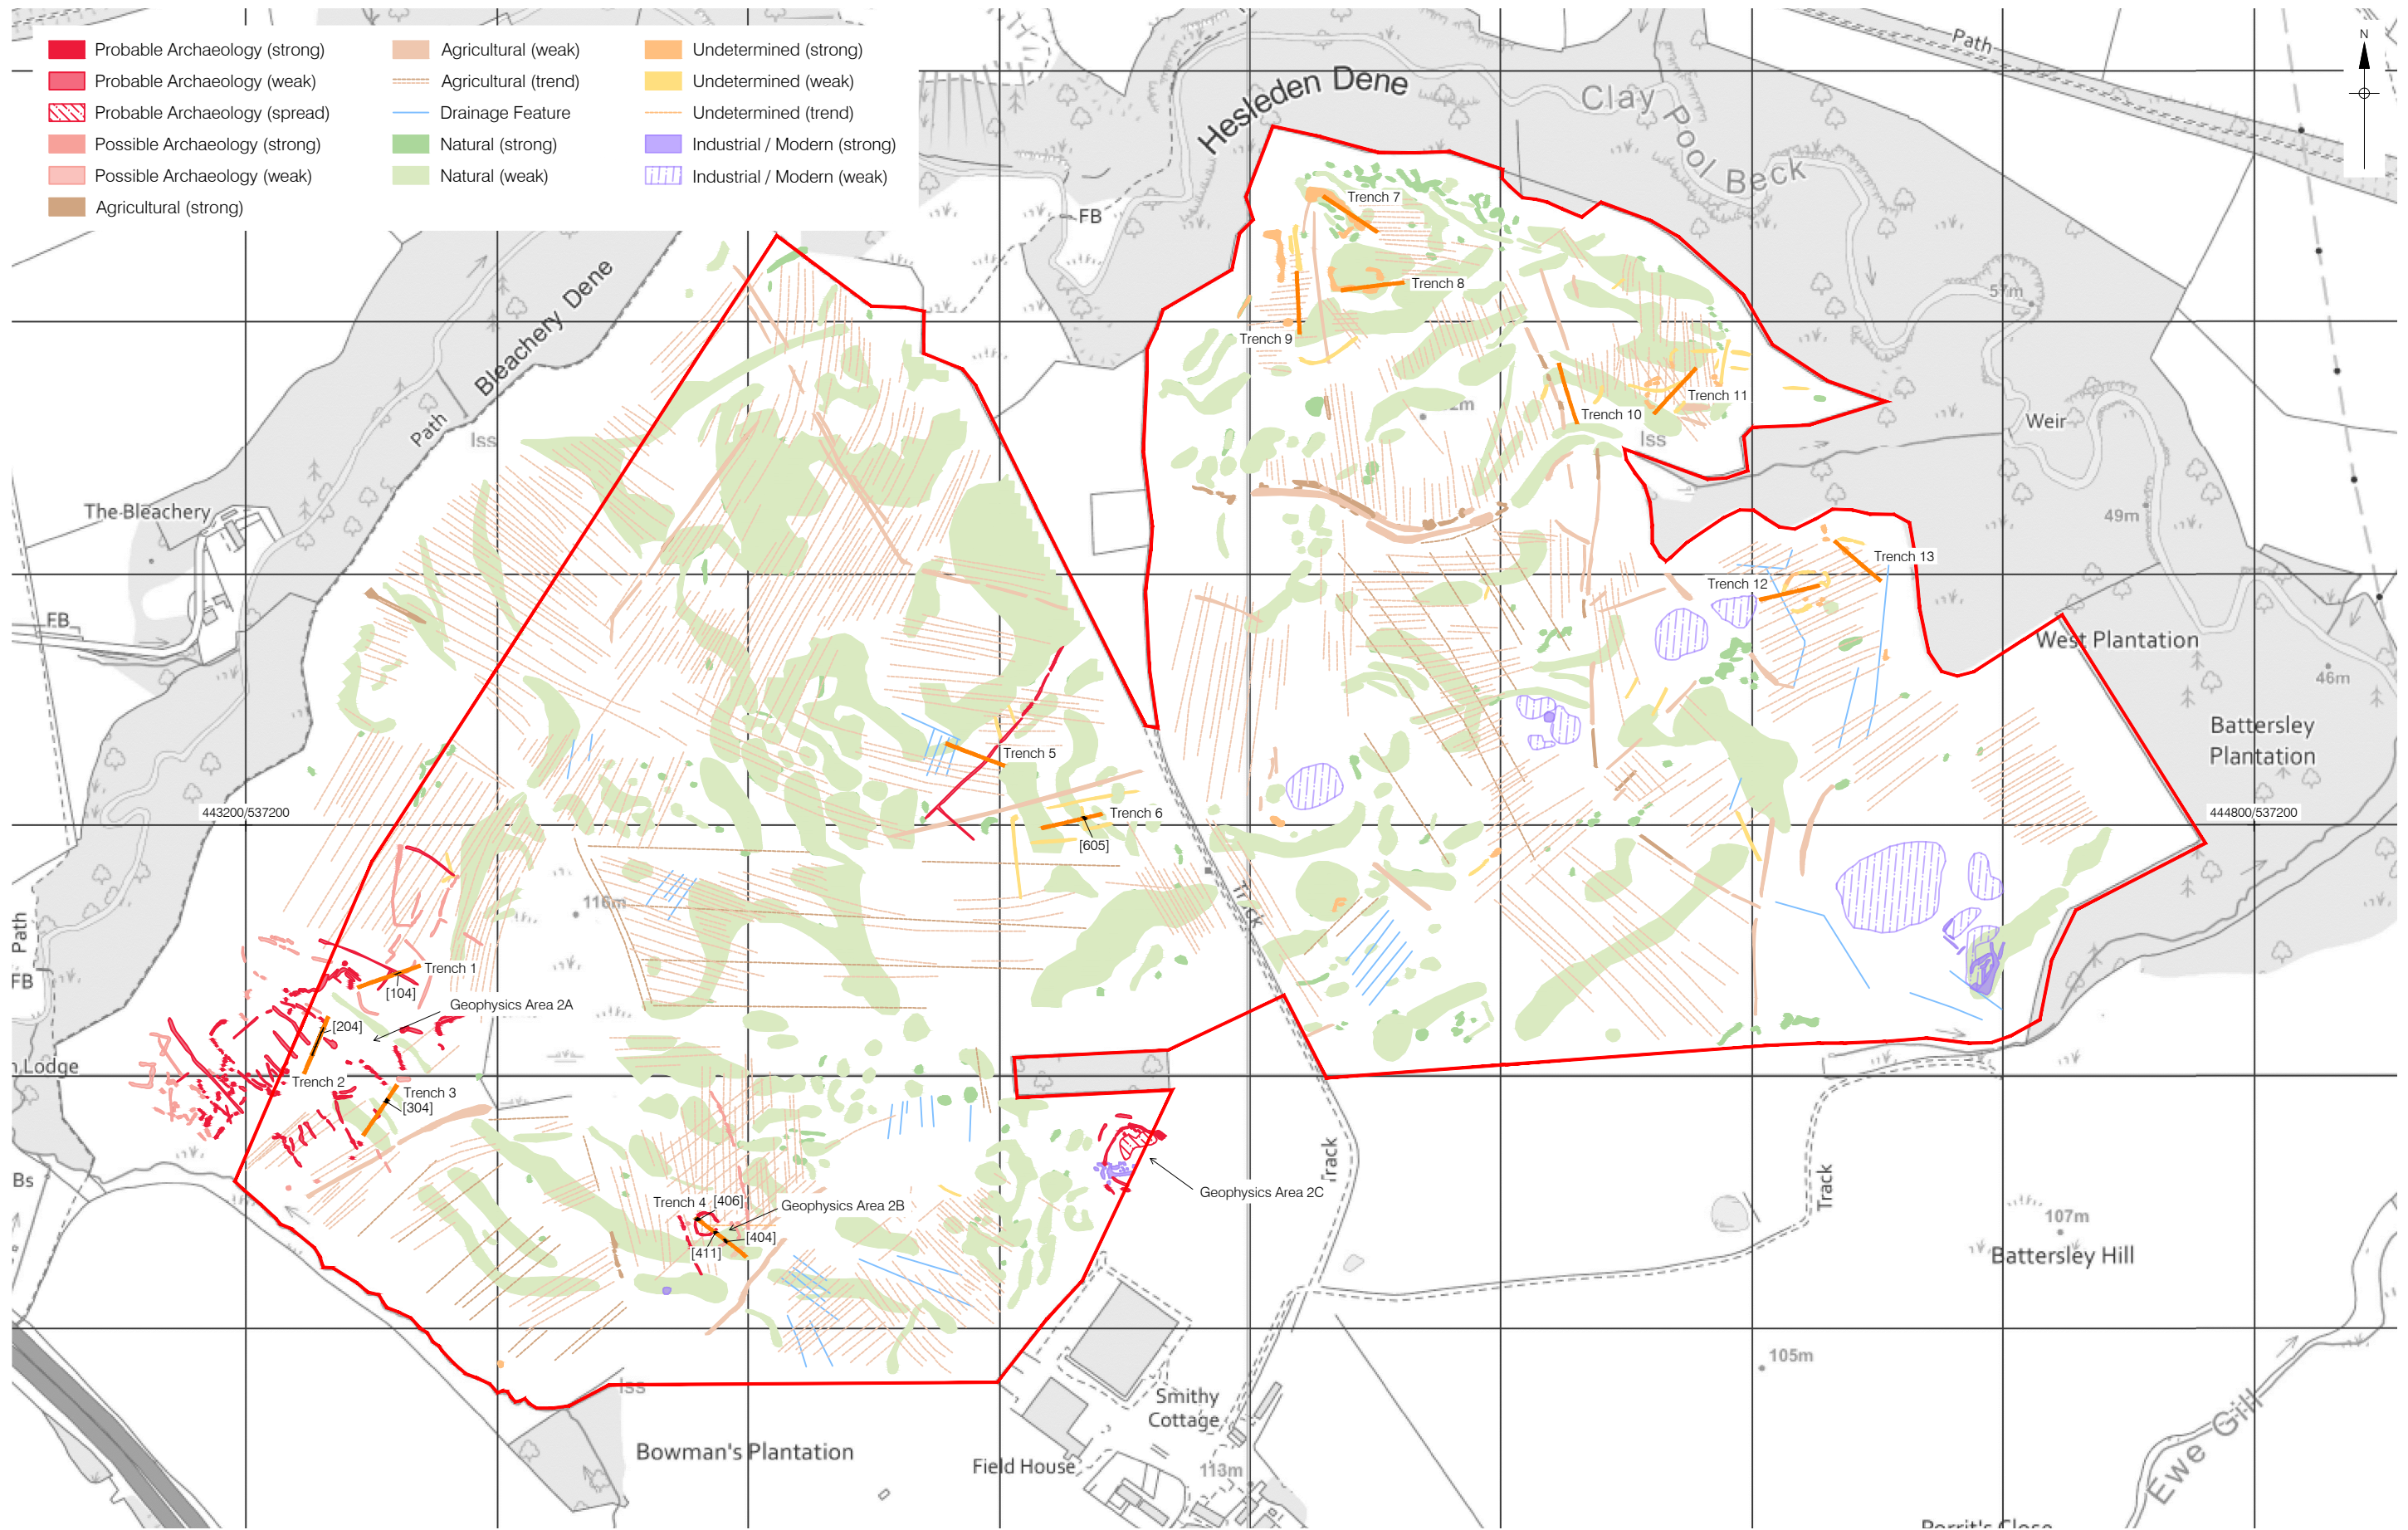 Probable Archaeology (strong)
Probable Archaeology (weak)
Probable Archaeology (spread)
Possible Archaeology (strong)
Possible Archaeology (weak)
Agricultural (strong)
Agricultural (weak)
Agricultural (trend)
Drainage Feature
Natural (strong)
Natural (weak)
Undetermined (strong)
Undetermined (weak)
Undetermined (trend)
Industrial / Modern (strong)
Industrial / Modern (weak)
N
Path
Hesleden Dene
Clay Pool Beck
FB
Trench 7
Trench 8
Trench 9
57m
Bleachery Dene
Path
Iss
Trench 10
Trench 11
Iss
Weir
The Bleachery
49m
Trench 13
Trench 12
FB
West Plantation
46m
Battersley
Plantation
Trench 5
443200/537200
Trench 6
[605]
444800/537200
116m
Track
Path
FB
Trench 1
[104]
Geophysics Area 2A
[204]
Lodge
Trench 2
Trench 3
[304]
Bs
Track
Geophysics Area 2C
Track
Trench 4
[406]
Geophysics Area 2B
[404]
[411]
107m
Battersley Hill
105m
Iss
Smithy
Cottage
Bowman's Plantation
Field House
113m
Ewe Gill